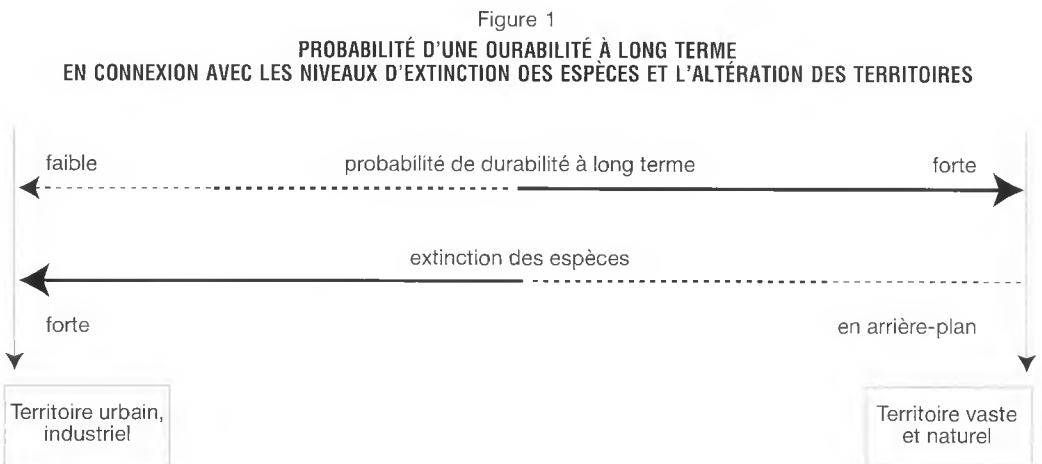 Figure 1
PROBABILITÉ D'UNE OURABILITÉ À LONG TERME
EN CONNEXION AVEC LES NIVEAUX D'EXTINCTION DES ESPÈCES ET L'ALTÉRATION DES TERRITOIRES
faible probabilité de durabilité à long terme forte
extinction des espèces
forte en arrière-plan
Territoire urbain,
industriel
Territoire vaste
et naturel